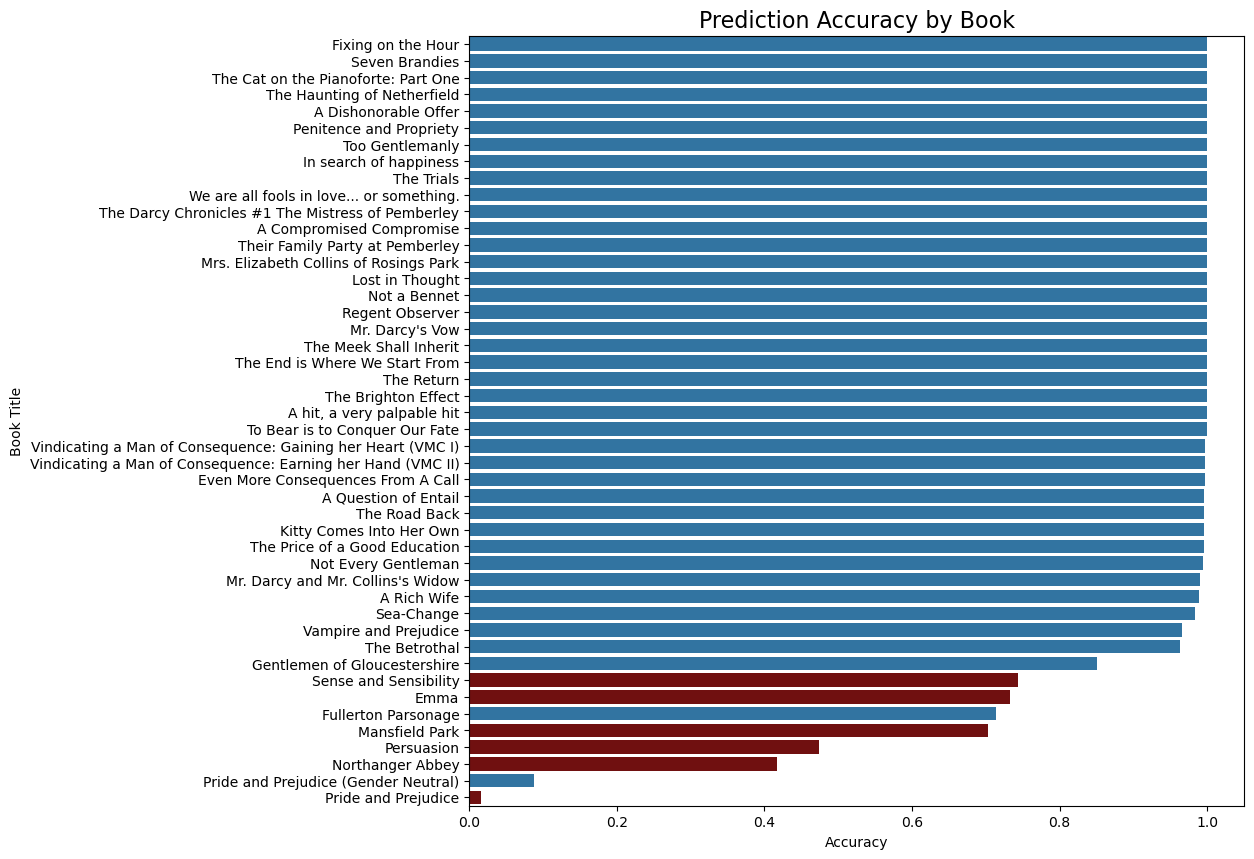 Prediction Accuracy by Book
Fixing on the Hour
Seven Brandies
The Cat on the Pianoforte: Part One
The Haunting of Netherfield
A Dishonorable Offer
Penitence and Propriety
Too Gentlemanly
In search of happiness
The Trials
We are all fools in love... or something.
The Darcy Chronicles #1 The Mistress of Pemberley
A Compromised Compromise
Their Family Party at Pemberley
Mrs. Elizabeth Collins of Rosings Park
Lost in Thought
Not a Bennet
Regent Observer
Mr. Darcy's Vow
The Meek Shall Inherit
The End is Where We Start From
The Return
The Brighton Effect
A hit, a very palpable hit
To Bear is to Conquer Our Fate
Vindicating a Man of Consequence: Gaining her Heart (VMC I)
Vindicating a Man of Consequence: Earning her Hand (VMC II)
Even More Consequences From A Call
A Question of Entail
The Road Back
Kitty Comes Into Her Own
The Price of a Good Education
Not Every Gentleman
Mr. Darcy and Mr. Collins's Widow
A Rich Wife
Sea-Change
Vampire and Prejudice
The Betrothal
Gentlemen of Gloucestershire
Sense and Sensibility
Emma
Fullerton Parsonage
Mansfield Park
Persuasion
Northanger Abbey
Pride and Prejudice (Gender Neutral)
Pride and Prejudice
Book Title
0.0 0.2 0.4 0.6 0.8 1.0
Accuracy